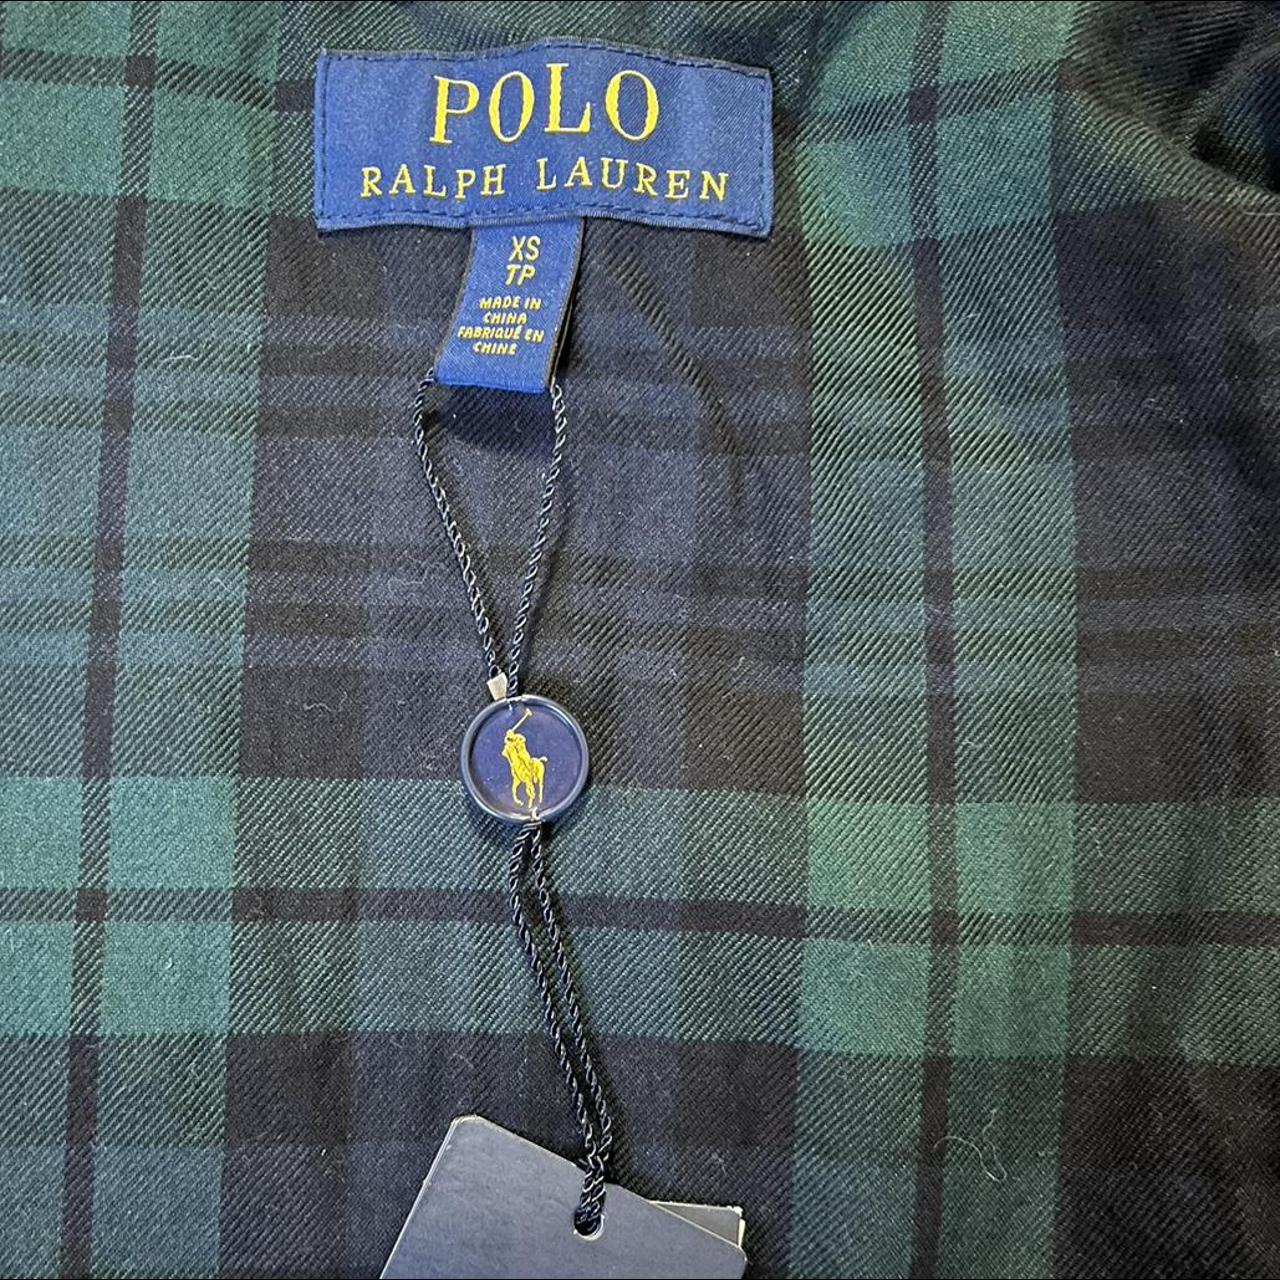 POLO
RALPH LAUREN
XS
TP
MADE IN
CHINA
FABRIQUÉ EN
CHINE